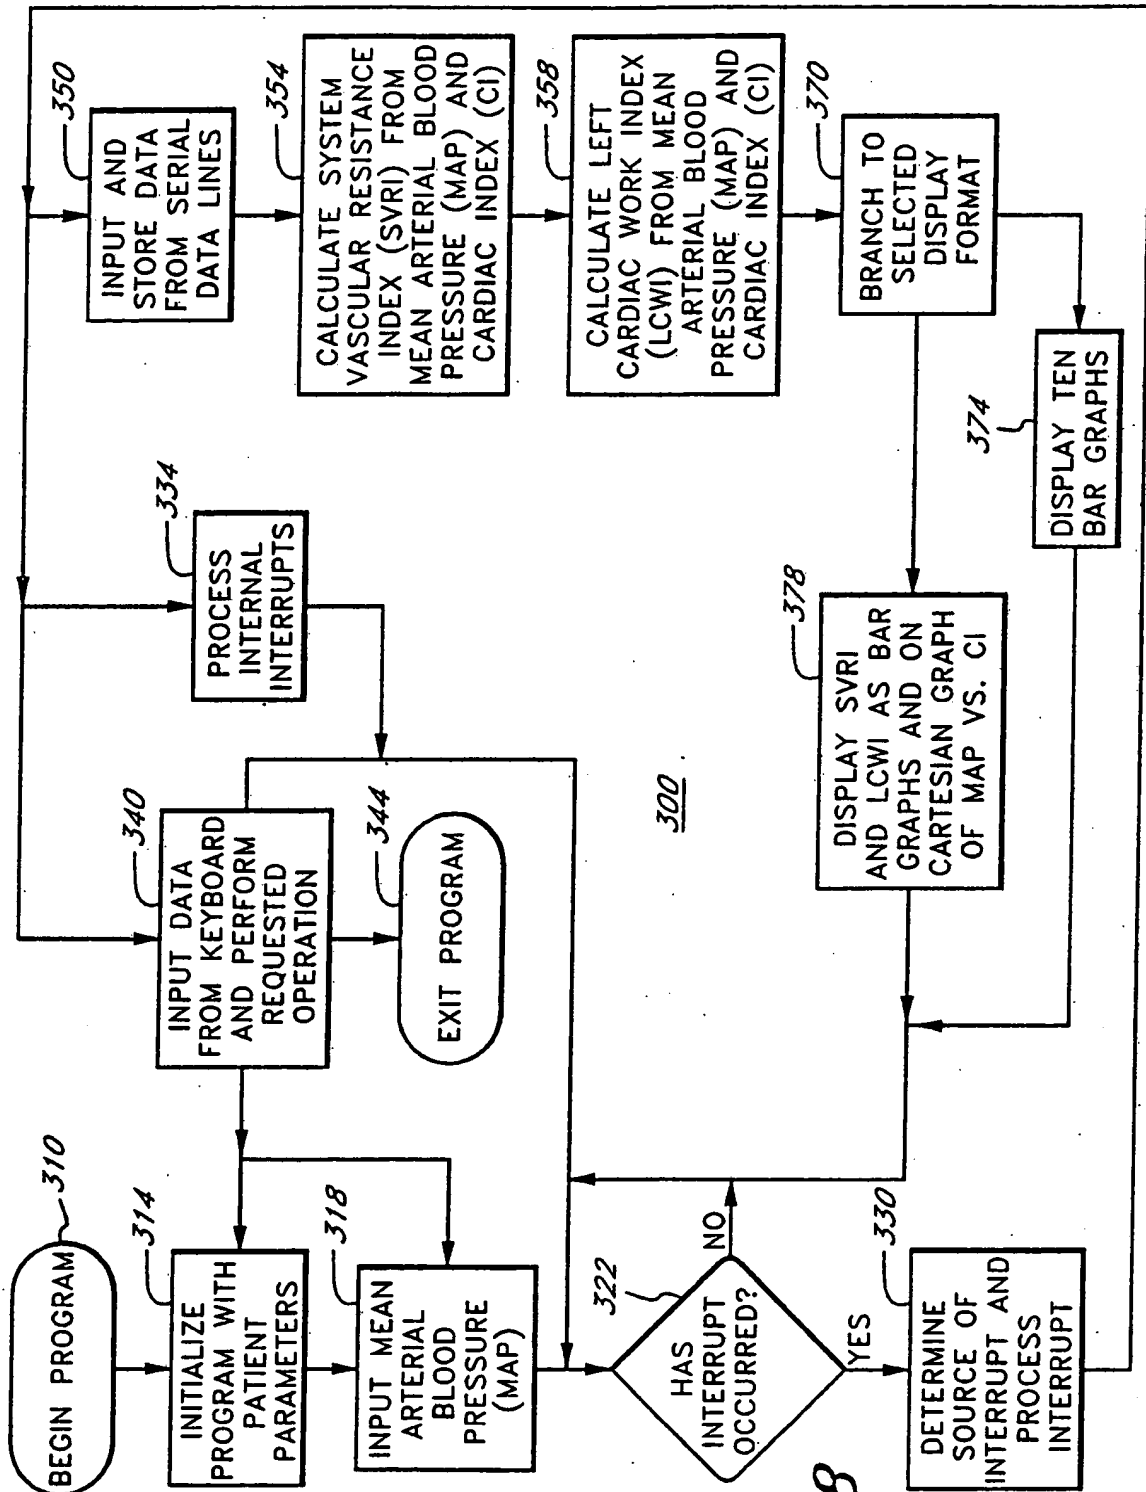 BEGIN PROGRAM
310
INITIALIZE
PROGRAM WITH
PATIENT
PARAMETERS
314
INPUT MEAN
ARTERIAL
BLOOD
PRESSURE
(MAP)
318
HAS
INTERRUPT
OCCURRED?
322
NO
YES
DETERMINE
SOURCE OF
INTERRUPT AND
PROCESS
INTERRUPT
330
INPUT DATA
FROM KEYBOARD
AND PERFORM
REQUESTED
OPERATION
340
EXIT PROGRAM
344
PROCESS
INTERNAL
INTERRUPTS
334
300
INPUT AND
STORE DATA
FROM SERIAL
DATA LINES
350
CALCULATE SYSTEM
VASCULAR RESISTANCE
INDEX (SVRI) FROM
MEAN ARTERIAL BLOOD
PRESSURE (MAP) AND
CARDIAC INDEX (CI)
354
CALCULATE LEFT
CARDIAC WORK INDEX
(LCWI) FROM MEAN
ARTERIAL BLOOD
PRESSURE (MAP) AND
CARDIAC INDEX (CI)
358
BRANCH TO
SELECTED
DISPLAY
FORMAT
370
DISPLAY TEN
BAR GRAPHS
374
DISPLAY SVRI
AND LCWI AS BAR
GRAPHS AND ON
CARTESIAN GRAPH
OF MAP VS. CI
378
8